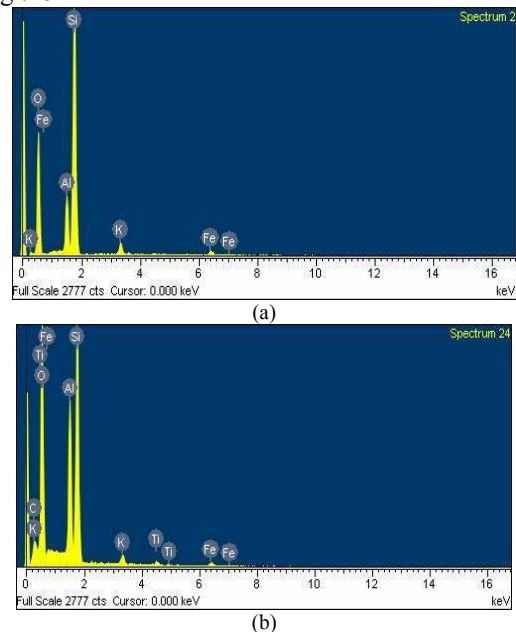 Spectrum 2
Si
O
Fe
Al
K
K
Fe
Fe
0 2 4 6 8 10 12 14 16
Full Scale 2777 cts Cursor: 0.000 keV keV
(a)
Spectrum 24
Fe
Si
Ti
O
Al
C
K
K
Ti
Ti
Fe
Fe
0 2 4 6 8 10 12 14 16
Full Scale 2777 cts Cursor: 0.000 keV keV
(b)